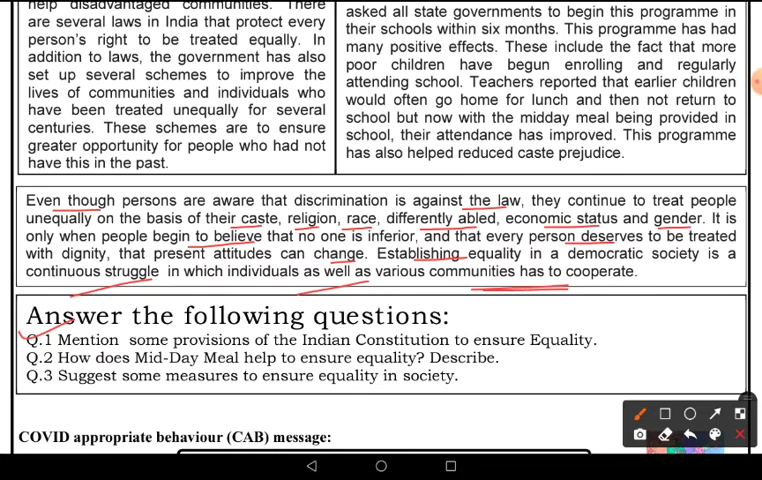 help disadvantaged communities. There
are several laws in India that protect every
person's right to be treated equally. In
addition to laws, the government has also
set up several schemes to improve the
lives of communities and individuals who
have been treated unequally for several
centuries. These schemes are to ensure
greater opportunity for people who had not
have this in the past.
asked all state governments to begin this programme in
their schools within six months. This programme has had
many positive effects. These include the fact that more
poor children have begun enrolling and regularly
attending school. Teachers reported that earlier children
would often go home for lunch and then not return to
school but now with the midday meal being provided in
school, their attendance has improved. This programme
has also helped reduced caste prejudice.
Even though persons are aware that discrimination is against the law, they continue to treat people
unequally on the basis of their caste, religion, race, differently abled, economic status and gender. It is
only when people begin to believe that no one is inferior, and that every person deserves to be treated
with dignity, that present attitudes can change. Establishing equality in a democratic society is a
continuous struggle in which individuals as well as various communities has to cooperate.
Answer the following questions:
Q.1 Mention some provisions of the Indian Constitution to ensure Equality.
Q.2 How does Mid-Day Meal help to ensure equality? Describe.
Q.3 Suggest some measures to ensure equality in society.
COVID appropriate behaviour (CAB) message: